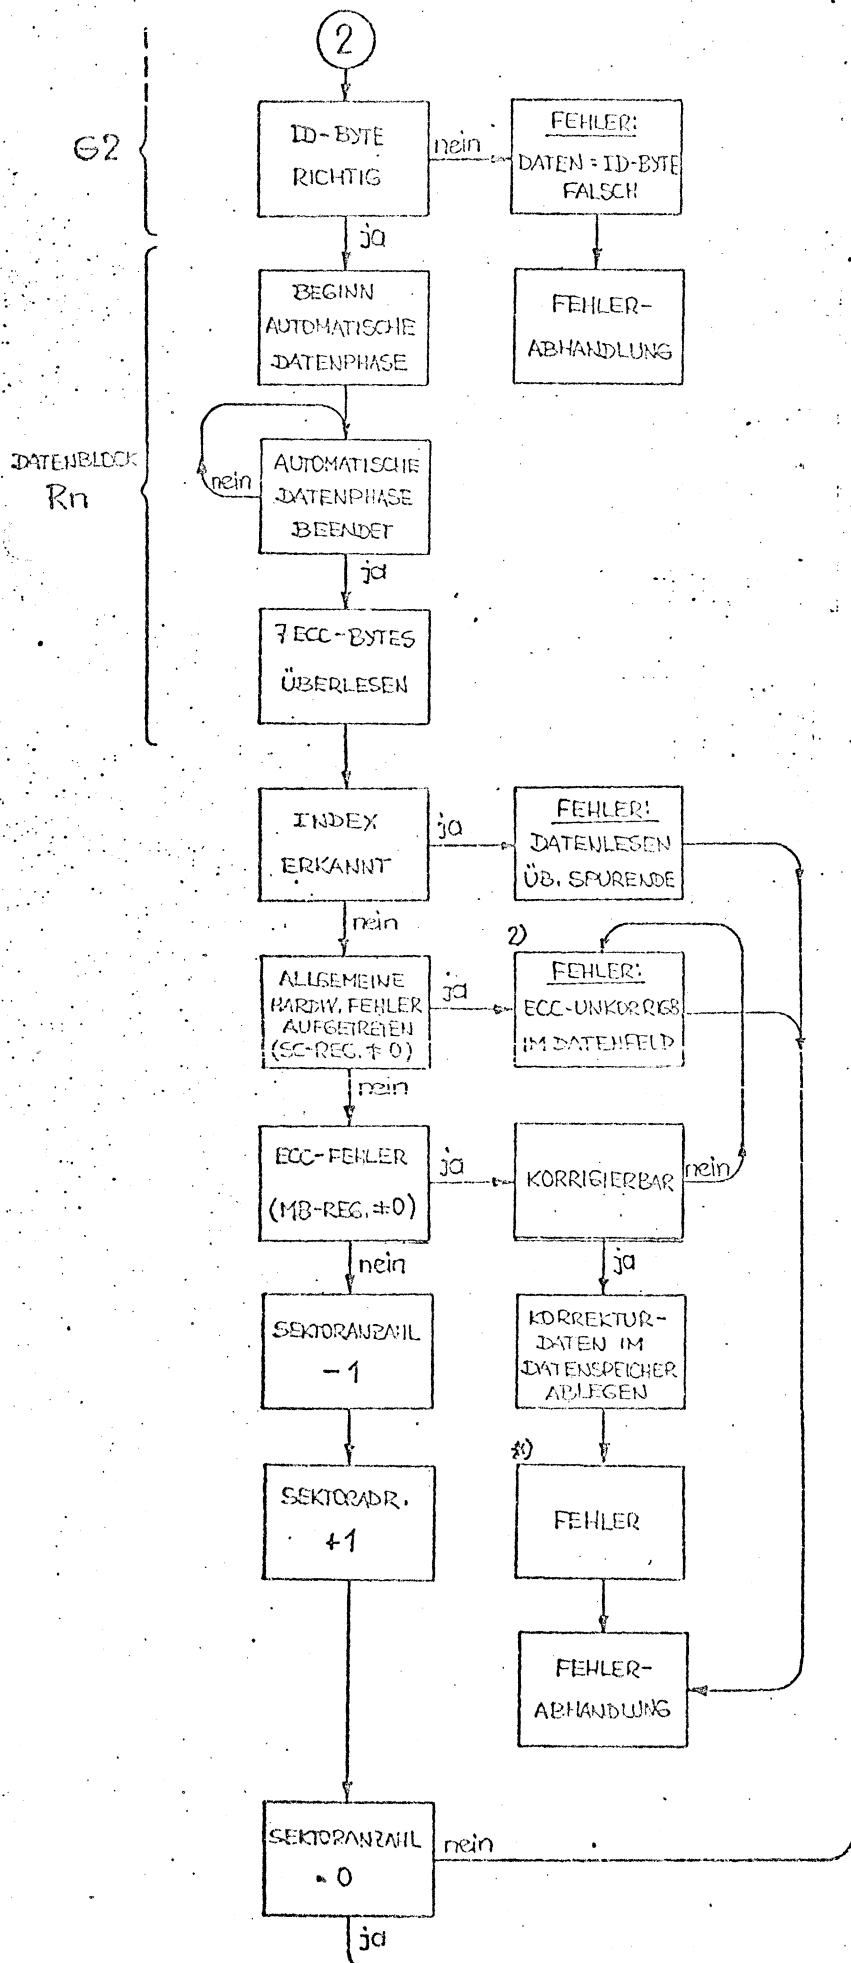 2
G2
ID-BYTE
RICHTIG
nein
FEHLER:
DATEN = ID-BYTE
FALSCH
ja
BEGINN
AUTOMATISCHE
DATENPHASE
FEHLER-
ABHANDLUNG
DATENBLOCK
Rn
nein
AUTOMATISCHE
DATENPHASE
BEENDET
ja
7 ECC-BYTES
ÜBERLESEN
INDEX
ERKANNT
ja
FEHLER:
DATENLESEN
ÜB. SPURENDE
nein
ALLGEMEINE
HARDW. FEHLER
AUFGETRETEN
(SC-REG. ≠ 0)
ja
2)
FEHLER:
ECC-UNKORRIGB
IM DATENFELD
nein
ECC-FEHLER
(MB-REG. ≠ 0)
ja
KORRIGIERBAR
nein
nein
ja
SEKTORANZAHL
-1
KORREKTUR-
DATEN IM
DATENSPEICHER
ABLEGEN
SEKTORADR.
+1
1)
FEHLER
FEHLER-
ABHANDLUNG
SEKTORANZAHL
= 0
nein
ja